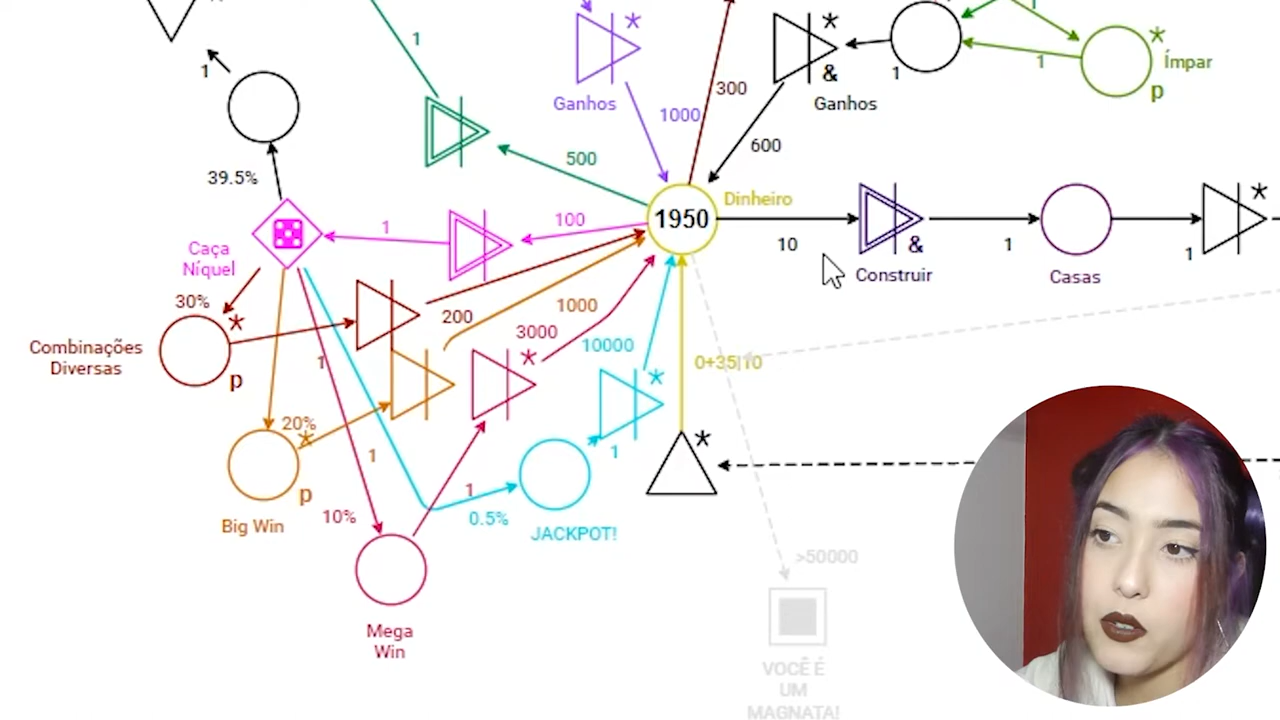 *
1
Ganhos
*
1000
300
*
&
Ganhos
600
1
1
1
*
Ímpar
p
1
500
39.5%
1950
Dinheiro
10
&
Construir
1
Casas
1
*
100
1
Caça
Níquel
30%
*
Combinações
Diversas
p
1
200
1000
3000
*
10000
*
0+35|10
20%
*
p
Big Win
1
10%
1
0.5%
1
JACKPOT!
*
Mega
Win
>50000
VOCÊ É
UM
MAGNATA!